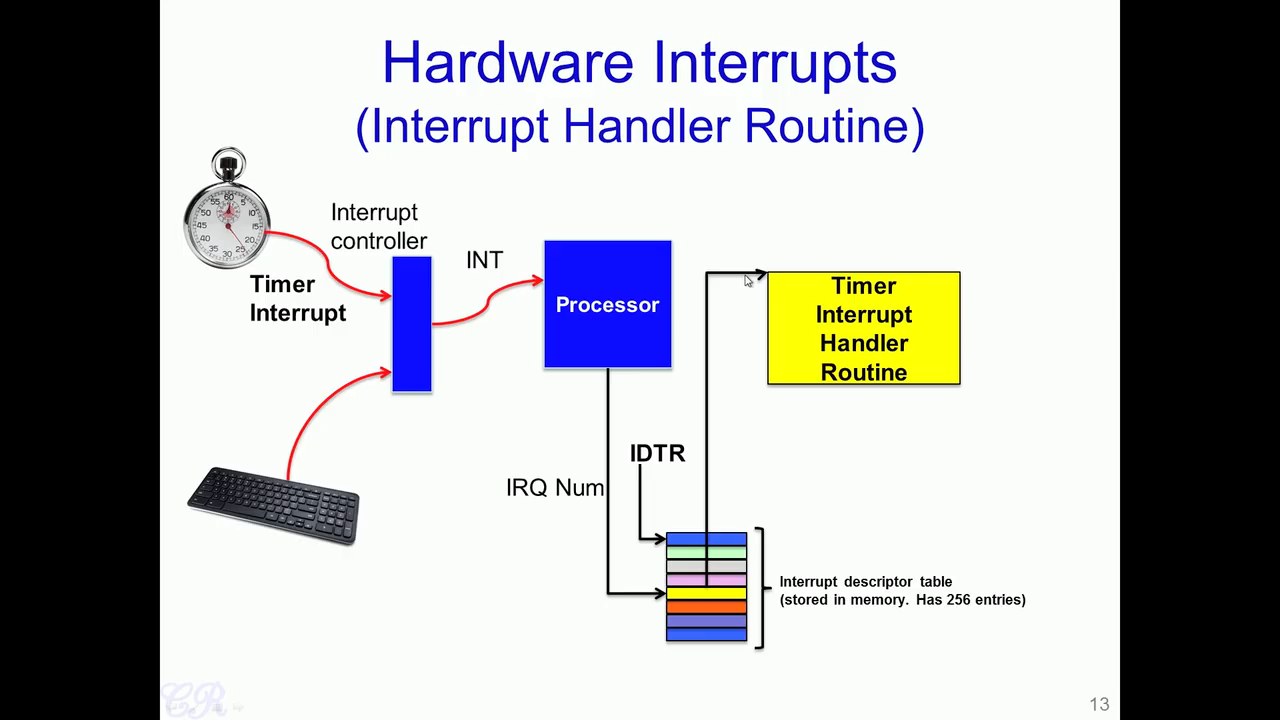 Hardware Interrupts
(Interrupt Handler Routine)
Interrupt
controller
INT
Timer
Interrupt
Processor
Timer
Interrupt
Handler
Routine
IDTR
IRQ Num
Interrupt descriptor table
(stored in memory. Has 256 entries)
CR
13